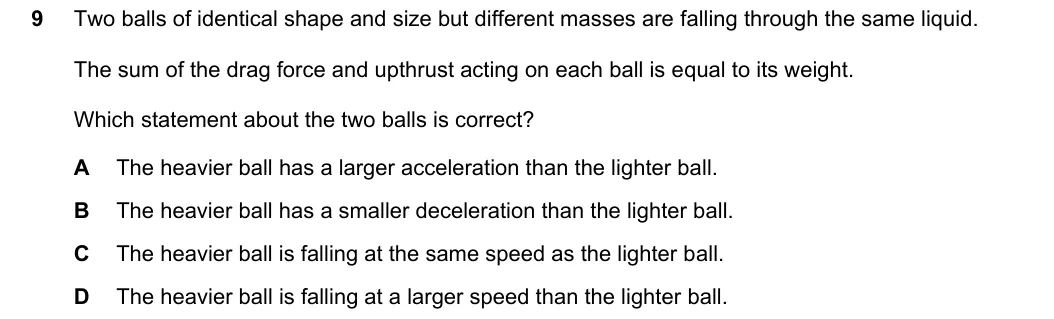 9 Two balls of identical shape and size but different masses are falling through the same liquid.
The sum of the drag force and upthrust acting on each ball is equal to its weight.
Which statement about the two balls is correct?
A The heavier ball has a larger acceleration than the lighter ball.
B The heavier ball has a smaller deceleration than the lighter ball.
C The heavier ball is falling at the same speed as the lighter ball.
D The heavier ball is falling at a larger speed than the lighter ball.